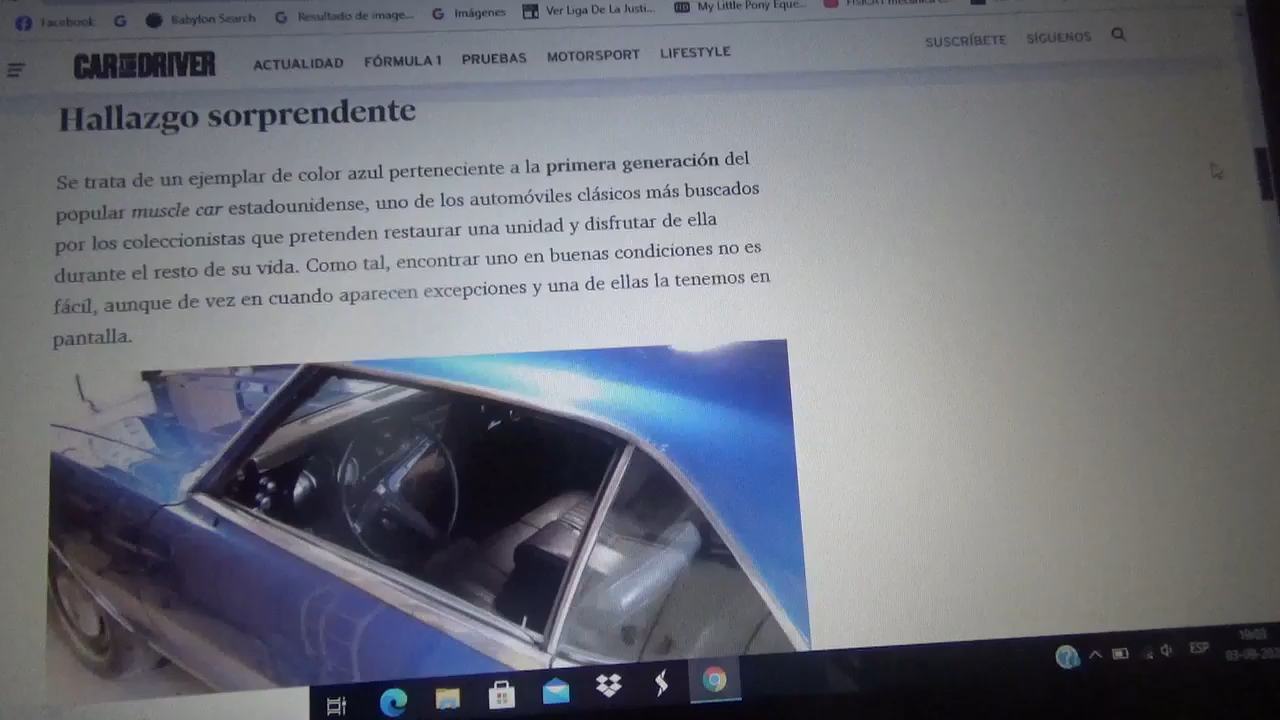 Facebook Babylon Search Resultado de image... Imágenes Ver Liga De La Justi... My Little Pony Eque...
CAR AND DRIVER ACTUALIDAD FÓRMULA 1 PRUEBAS MOTORSPORT LIFESTYLE SUSCRÍBETE SÍGUENOS
Hallazgo sorprendente
Se trata de un ejemplar de color azul perteneciente a la primera generación del
popular muscle car estadounidense, uno de los automóviles clásicos más buscados
por los coleccionistas que pretenden restaurar una unidad y disfrutar de ella
durante el resto de su vida. Como tal, encontrar uno en buenas condiciones no es
fácil, aunque de vez en cuando aparecen excepciones y una de ellas la tenemos en
pantalla.
ESP